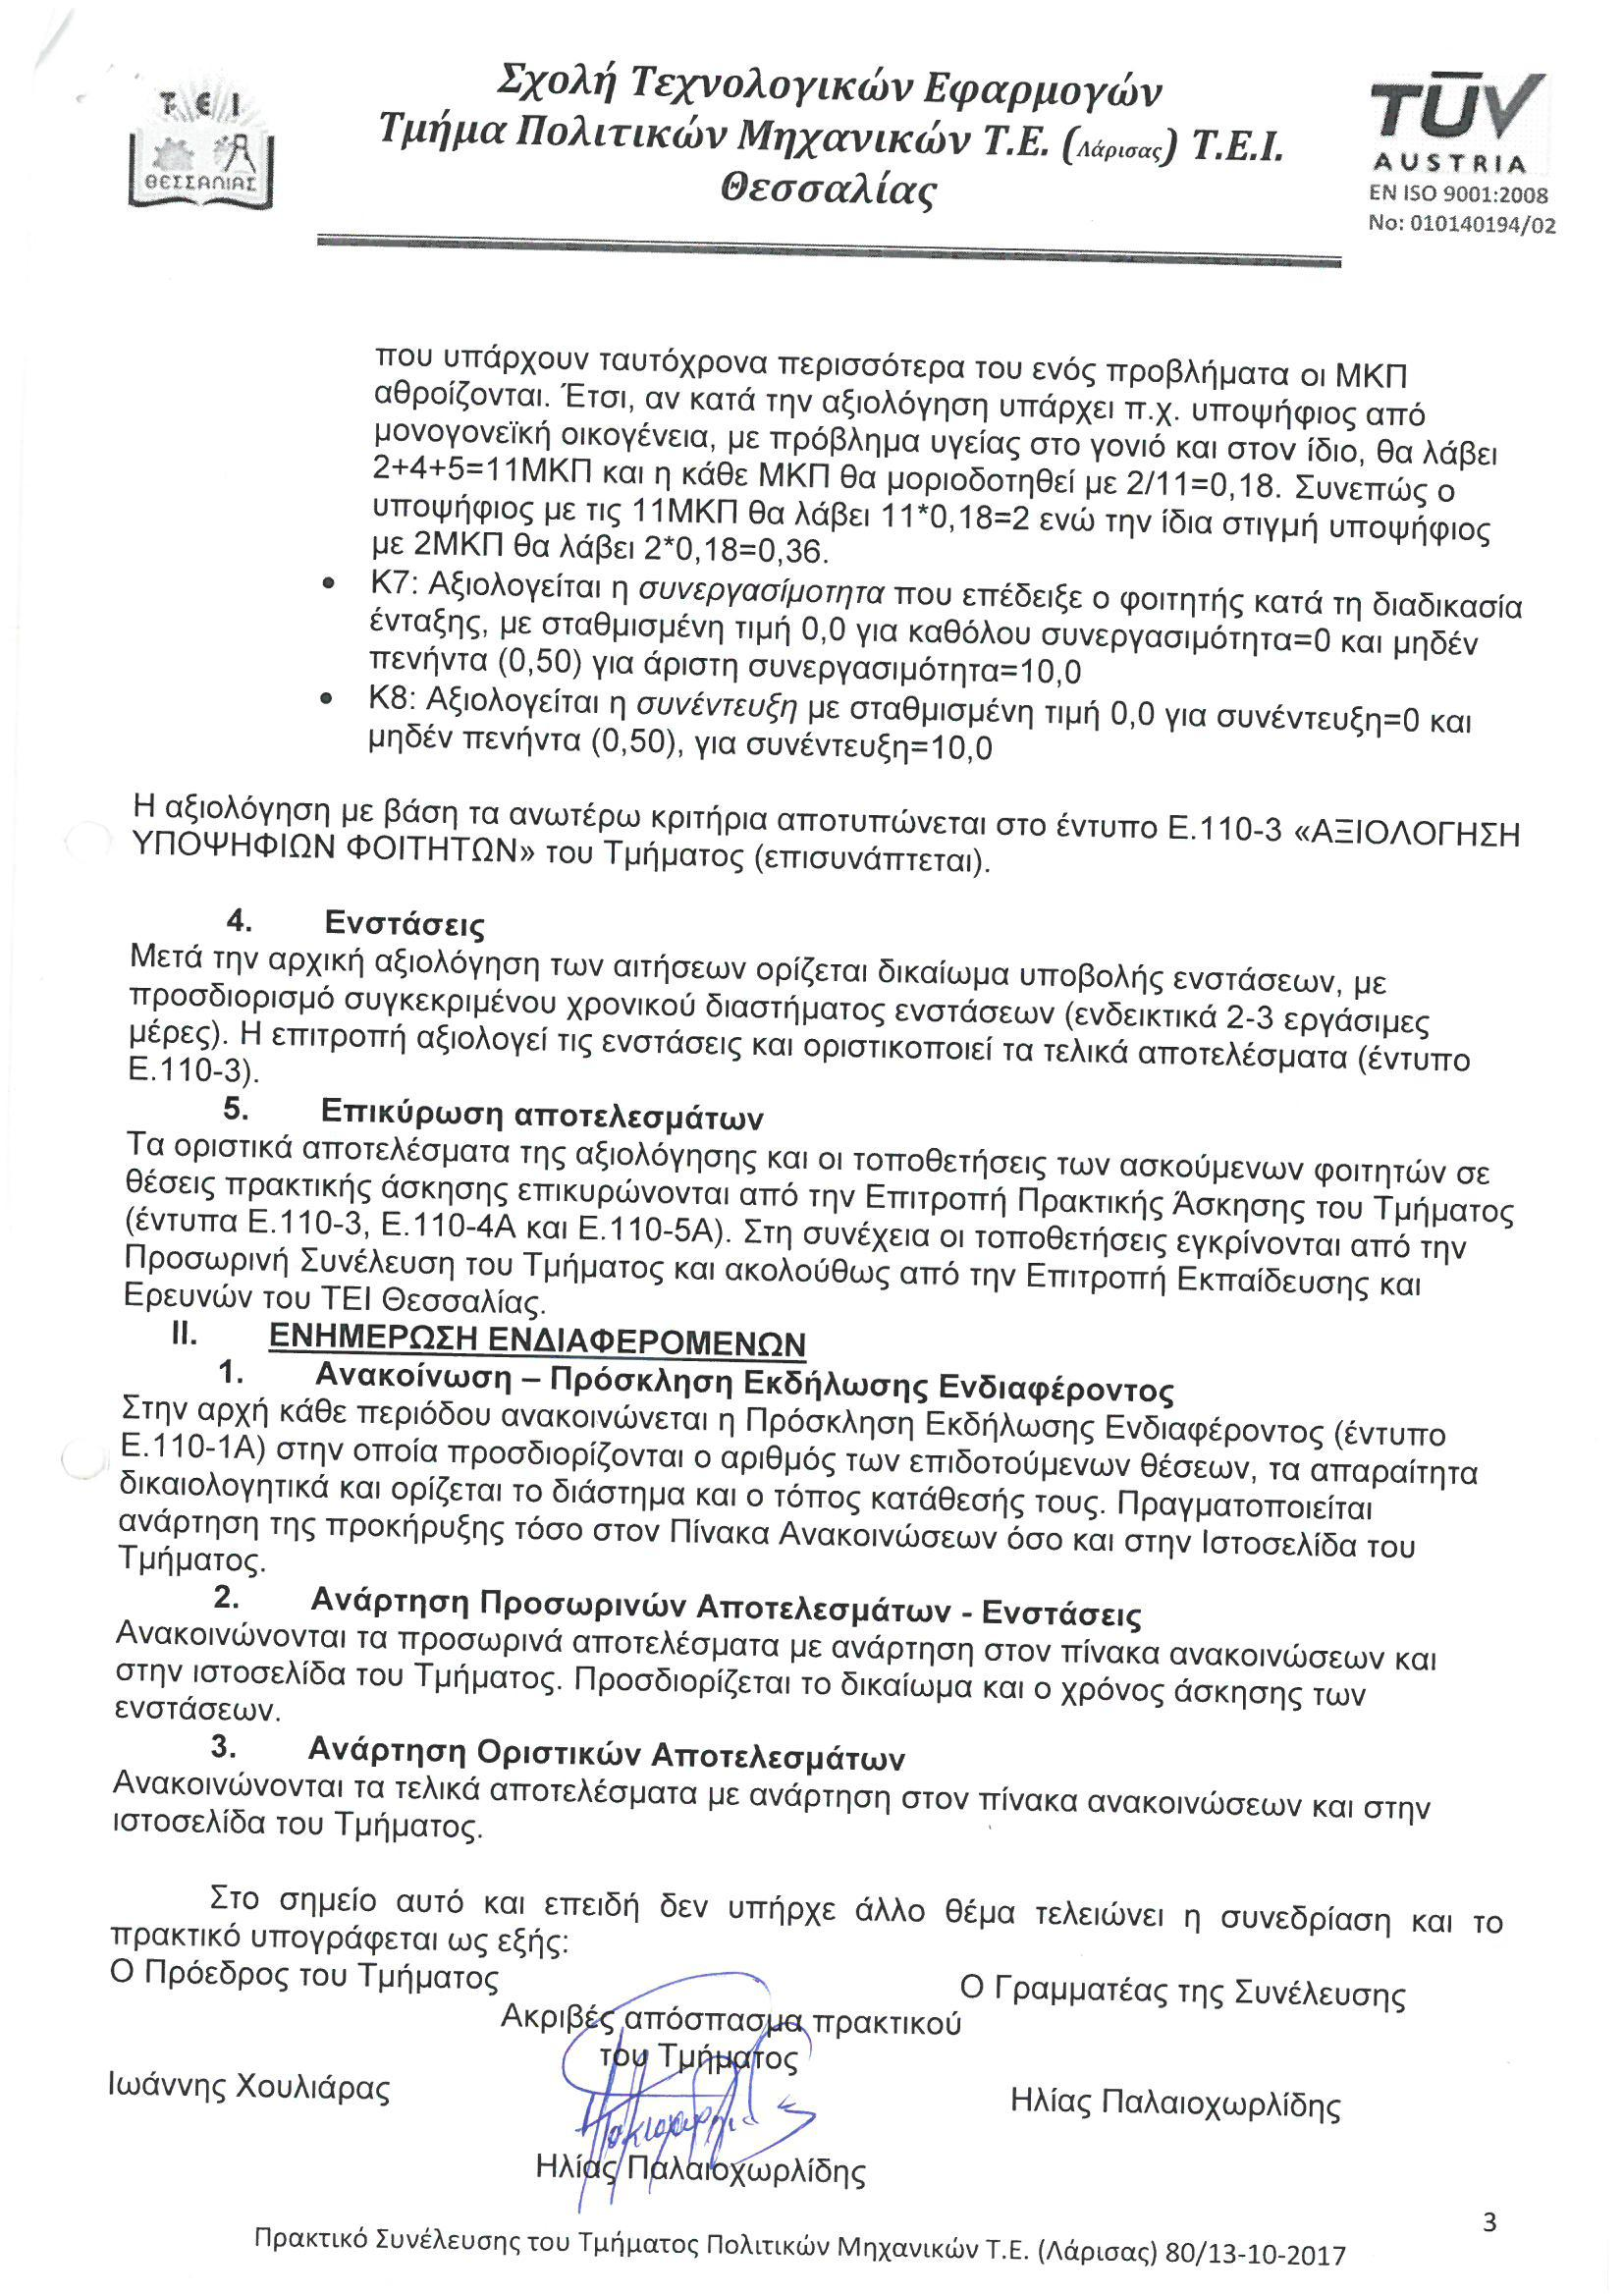 Τ Ε Ι
ΘΕΣΣΑΛΙΑΣ
Σχολή Τεχνολογικών Εφαρμογών
Τμήμα Πολιτικών Μηχανικών Τ.Ε. (Λάρισας) Τ.Ε.Ι.
Θεσσαλίας
TÜV
AUSTRIA
EN ISO 9001:2008
No: 010140194/02
που υπάρχουν ταυτόχρονα περισσότερα του ενός προβλήματα οι ΜΚΠ
αθροίζονται. Έτσι, αν κατά την αξιολόγηση υπάρχει π.χ. υποψήφιος από
μονογονεϊκή οικογένεια, με πρόβλημα υγείας στο γονιό και στον ίδιο, θα λάβει
2+4+5=11ΜΚΠ και η κάθε ΜΚΠ θα μοριοδοτηθεί με 2/11=0,18. Συνεπώς ο
υποψήφιος με τις 11ΜΚΠ θα λάβει 11*0,18=2 ενώ την ίδια στιγμή υποψήφιος
με 2ΜΚΠ θα λάβει 2*0,18=0,36.
• Κ7: Αξιολογείται η συνεργασίμοτητα που επέδειξε ο φοιτητής κατά τη διαδικασία
ένταξης, με σταθμισμένη τιμή 0,0 για καθόλου συνεργασιμότητα=0 και μηδέν
πενήντα (0,50) για άριστη συνεργασιμότητα=10,0
• Κ8: Αξιολογείται η συνέντευξη με σταθμισμένη τιμή 0,0 για συνέντευξη=0 και
μηδέν πενήντα (0,50), για συνέντευξη=10,0
Η αξιολόγηση με βάση τα ανωτέρω κριτήρια αποτυπώνεται στο έντυπο Ε.110-3 «ΑΞΙΟΛΟΓΗΣΗ
ΥΠΟΨΗΦΙΩΝ ΦΟΙΤΗΤΩΝ» του Τμήματος (επισυνάπτεται).
4. Ενστάσεις
Μετά την αρχική αξιολόγηση των αιτήσεων ορίζεται δικαίωμα υποβολής ενστάσεων, με
προσδιορισμό συγκεκριμένου χρονικού διαστήματος ενστάσεων (ενδεικτικά 2-3 εργάσιμες
μέρες). Η επιτροπή αξιολογεί τις ενστάσεις και οριστικοποιεί τα τελικά αποτελέσματα (έντυπο
Ε.110-3).
5. Επικύρωση αποτελεσμάτων
Τα οριστικά αποτελέσματα της αξιολόγησης και οι τοποθετήσεις των ασκούμενων φοιτητών σε
θέσεις πρακτικής άσκησης επικυρώνονται από την Επιτροπή Πρακτικής Άσκησης του Τμήματος
(έντυπα Ε.110-3, Ε.110-4Α και Ε.110-5Α). Στη συνέχεια οι τοποθετήσεις εγκρίνονται από την
Προσωρινή Συνέλευση του Τμήματος και ακολούθως από την Επιτροπή Εκπαίδευσης και
Ερευνών του ΤΕΙ Θεσσαλίας.
ΙΙ. ΕΝΗΜΕΡΩΣΗ ΕΝΔΙΑΦΕΡΟΜΕΝΩΝ
1. Ανακοίνωση – Πρόσκληση Εκδήλωσης Ενδιαφέροντος
Στην αρχή κάθε περιόδου ανακοινώνεται η Πρόσκληση Εκδήλωσης Ενδιαφέροντος (έντυπο
Ε.110-1Α) στην οποία προσδιορίζονται ο αριθμός των επιδοτούμενων θέσεων, τα απαραίτητα
δικαιολογητικά και ορίζεται το διάστημα και ο τόπος κατάθεσής τους. Πραγματοποιείται
ανάρτηση της προκήρυξης τόσο στον Πίνακα Ανακοινώσεων όσο και στην Ιστοσελίδα του
Τμήματος.
2. Ανάρτηση Προσωρινών Αποτελεσμάτων - Ενστάσεις
Ανακοινώνονται τα προσωρινά αποτελέσματα με ανάρτηση στον πίνακα ανακοινώσεων και
στην ιστοσελίδα του Τμήματος. Προσδιορίζεται το δικαίωμα και ο χρόνος άσκησης των
ενστάσεων.
3. Ανάρτηση Οριστικών Αποτελεσμάτων
Ανακοινώνονται τα τελικά αποτελέσματα με ανάρτηση στον πίνακα ανακοινώσεων και στην
ιστοσελίδα του Τμήματος.
Στο σημείο αυτό και επειδή δεν υπήρχε άλλο θέμα τελειώνει η συνεδρίαση και το
πρακτικό υπογράφεται ως εξής:
Ο Πρόεδρος του Τμήματος
Ο Γραμματέας της Συνέλευσης
Ακριβές απόσπασμα πρακτικού
του Τμήματος
Ιωάννης Χουλιάρας
Ηλίας Παλαιοχωρλίδης
Ηλίας Παλαιοχωρλίδης
3
Πρακτικό Συνέλευσης του Τμήματος Πολιτικών Μηχανικών Τ.Ε. (Λάρισας) 80/13-10-2017